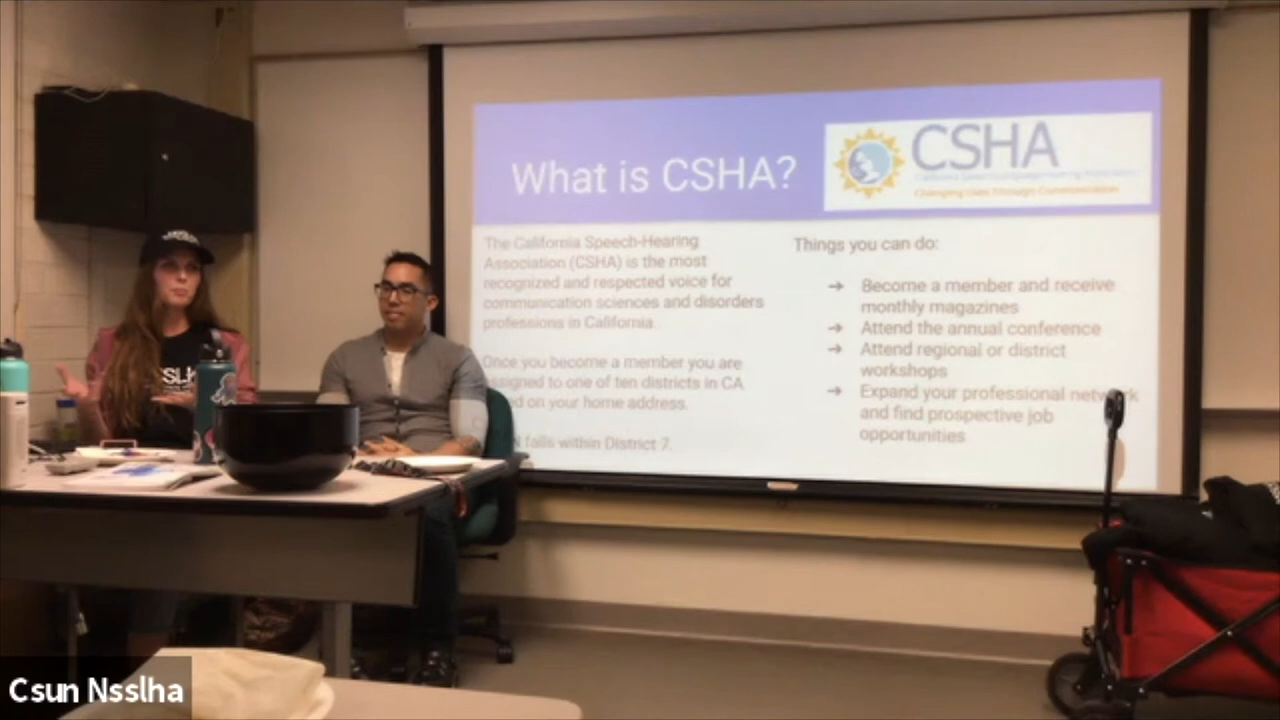 What is CSHA?
CSHA
Changing Lives Through Communication
The California Speech-Hearing
Association (CSHA) is the most
recognized and respected voice for
communication sciences and disorders
professions in California.
Once you become a member you are
assigned to one of ten districts in CA
on your home address.
falls within District 7.
Things you can do:
➔ Become a member and receive
monthly magazines
➔ Attend the annual conference
➔ Attend regional or district
workshops
➔ Expand your professional network
and find prospective job
opportunities
Csun Nsslha